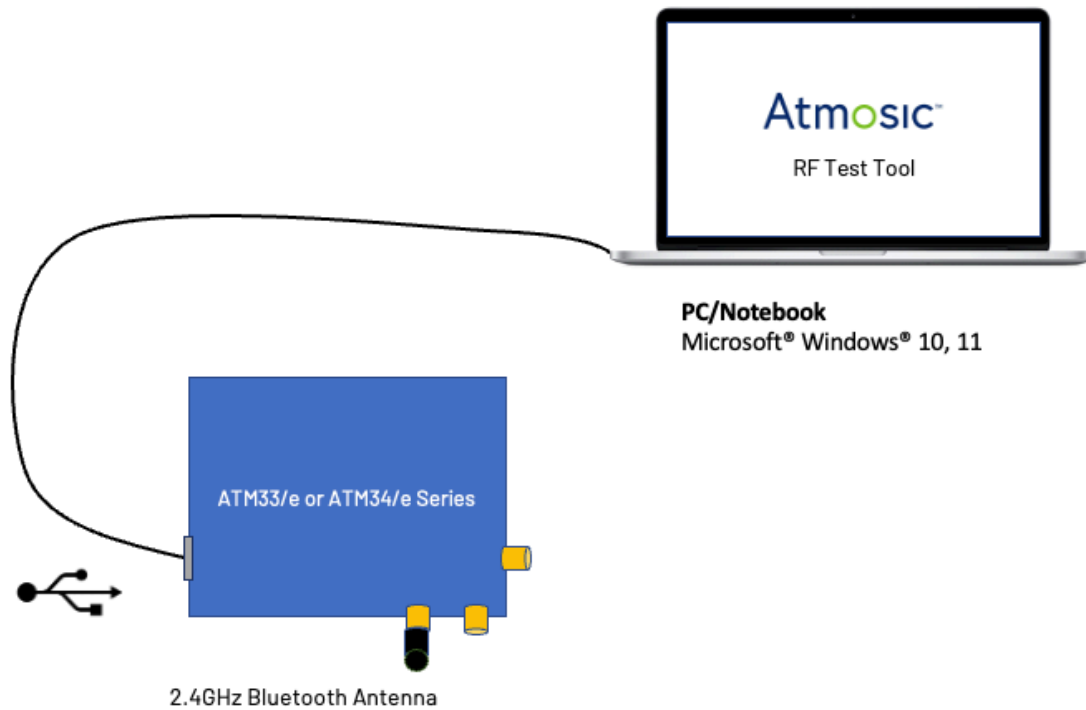 Atmosic™
RF Test Tool
PC/Notebook
Microsoft® Windows® 10, 11
ATM33/e or ATM34/e Series
2.4GHz Bluetooth Antenna